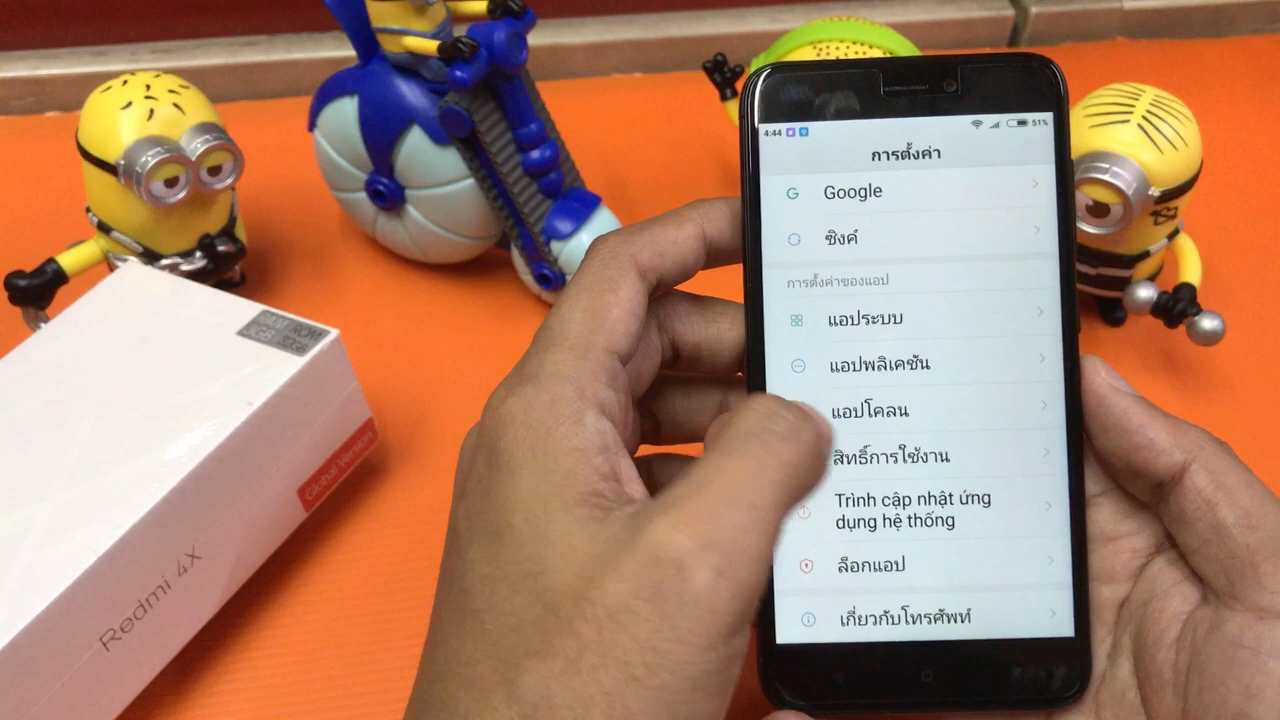 4:44
51%
การตั้งค่า
Google
ซิงค์
การตั้งค่าของแอป
แอประบบ
แอปพลิเคชัน
แอปโคลน
สิทธิ์การใช้งาน
Trình cập nhật ứng
dụng hệ thống
ล็อกแอป
เกี่ยวกับโทรศัพท์
RAM ROM
3GB 32GB
Global Version
Redmi 4X